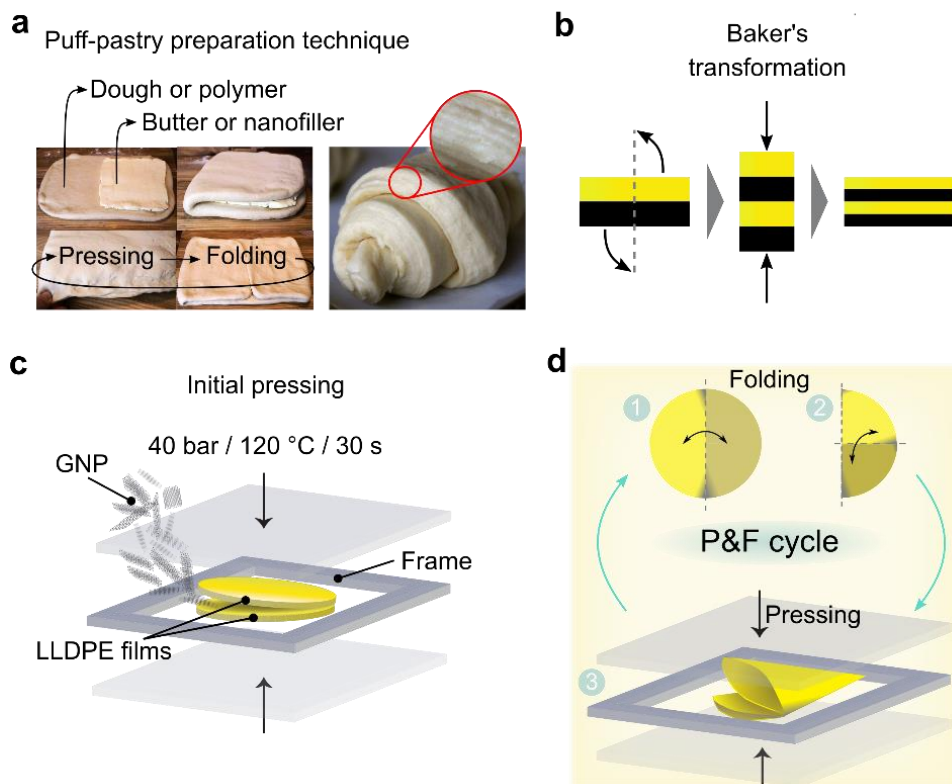 a
Puff-pastry preparation technique
Dough or polymer
Butter or nanofiller
Pressing
Folding
b
Baker's
transformation
c
Initial pressing
40 bar / 120 °C / 30 s
GNP
Frame
LLDPE films
d
Folding
1
2
P&F cycle
Pressing
3